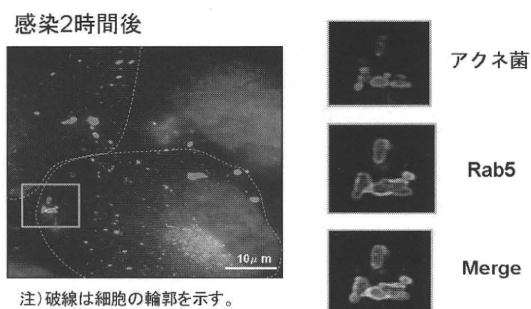 感染2時間後
アクネ菌
Rab5
Merge
10μm
注)破線は細胞の輪郭を示す。